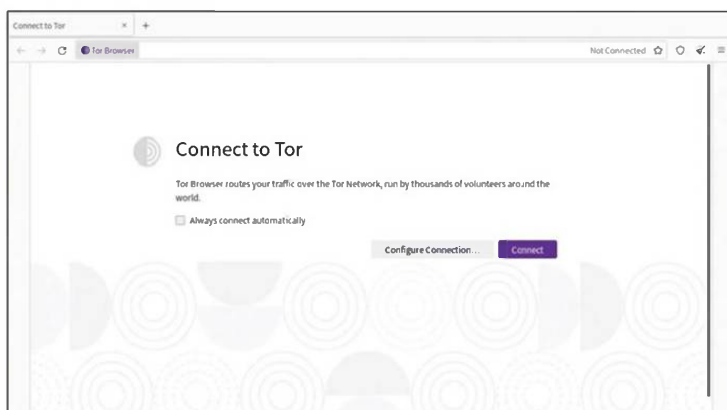 Connect to Tor
Tor Browser
Not Connected
Connect to Tor
Tor Browser routes your traffic over the Tor Network, run by thousands of volunteers around the
world.
Always connect automatically
Configure Connection...
Connect